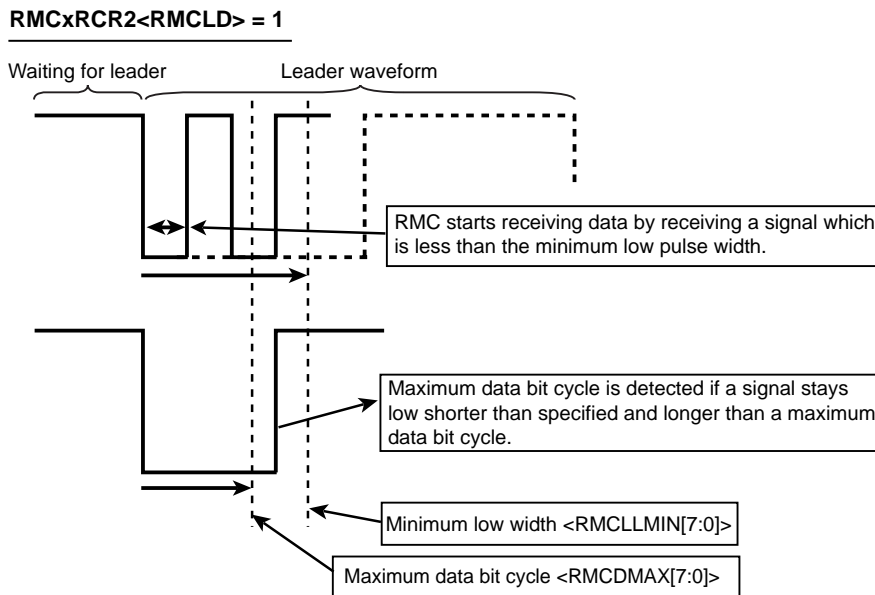 RMCxRCR2<RMCLD> = 1
Waiting for leader
Leader waveform
RMC starts receiving data by receiving a signal which
is less than the minimum low pulse width.
Maximum data bit cycle is detected if a signal stays
low shorter than specified and longer than a maximum
data bit cycle.
Minimum low width <RMCLLMIN[7:0]>
Maximum data bit cycle <RMCDMAX[7:0]>